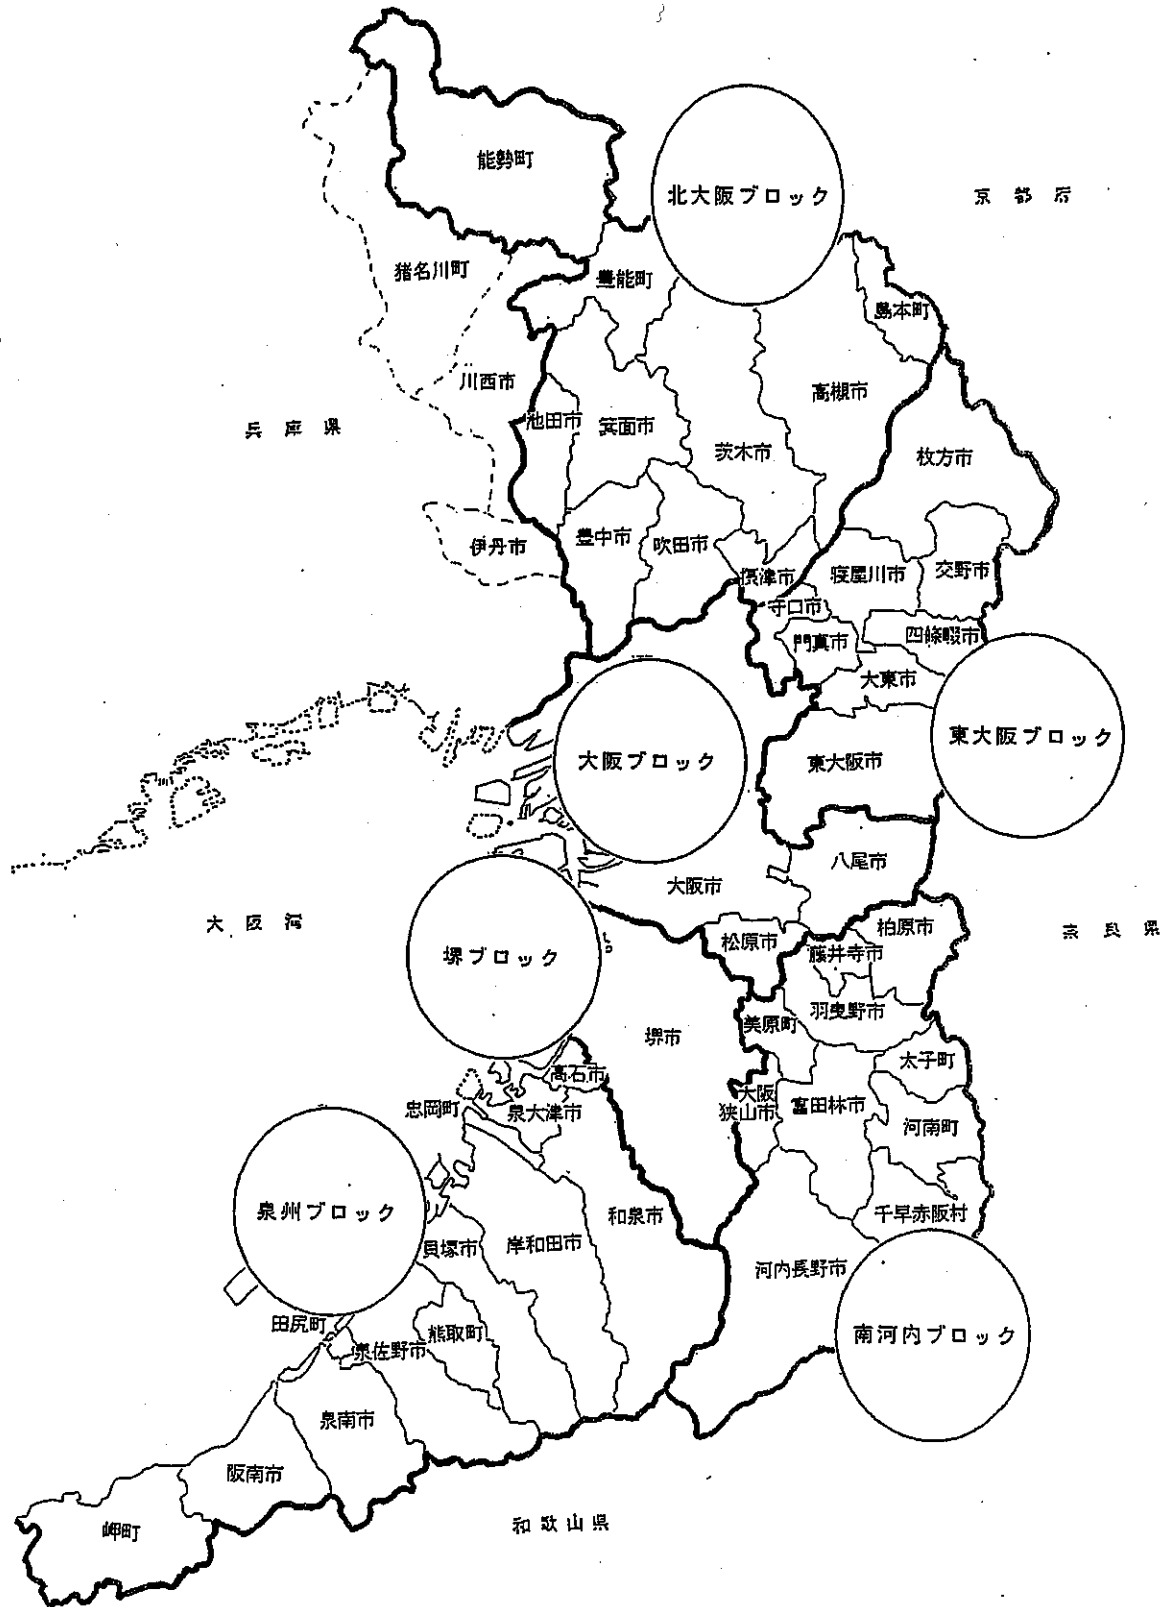 能勢町
北大阪ブロック
京都府
猪名川町
豊能町
島本町
川西市
高槻市
兵庫県
池田市
箕面市
茨木市
枚方市
伊丹市
豊中市
吹田市
摂津市
寝屋川市
交野市
守口市
門真市
四條畷市
大東市
大阪ブロック
東大阪市
東大阪ブロック
八尾市
大阪市
大阪湾
堺ブロック
松原市
藤井寺市
柏原市
奈良県
羽曳野市
美原町
堺市
太子町
高石市
大阪
狭山市
富田林市
忠岡町
泉大津市
河南町
泉州ブロック
和泉市
千早赤阪村
貝塚市
岸和田市
河内長野市
田尻町
泉佐野市
熊取町
南河内ブロック
泉南市
阪南市
岬町
和歌山県